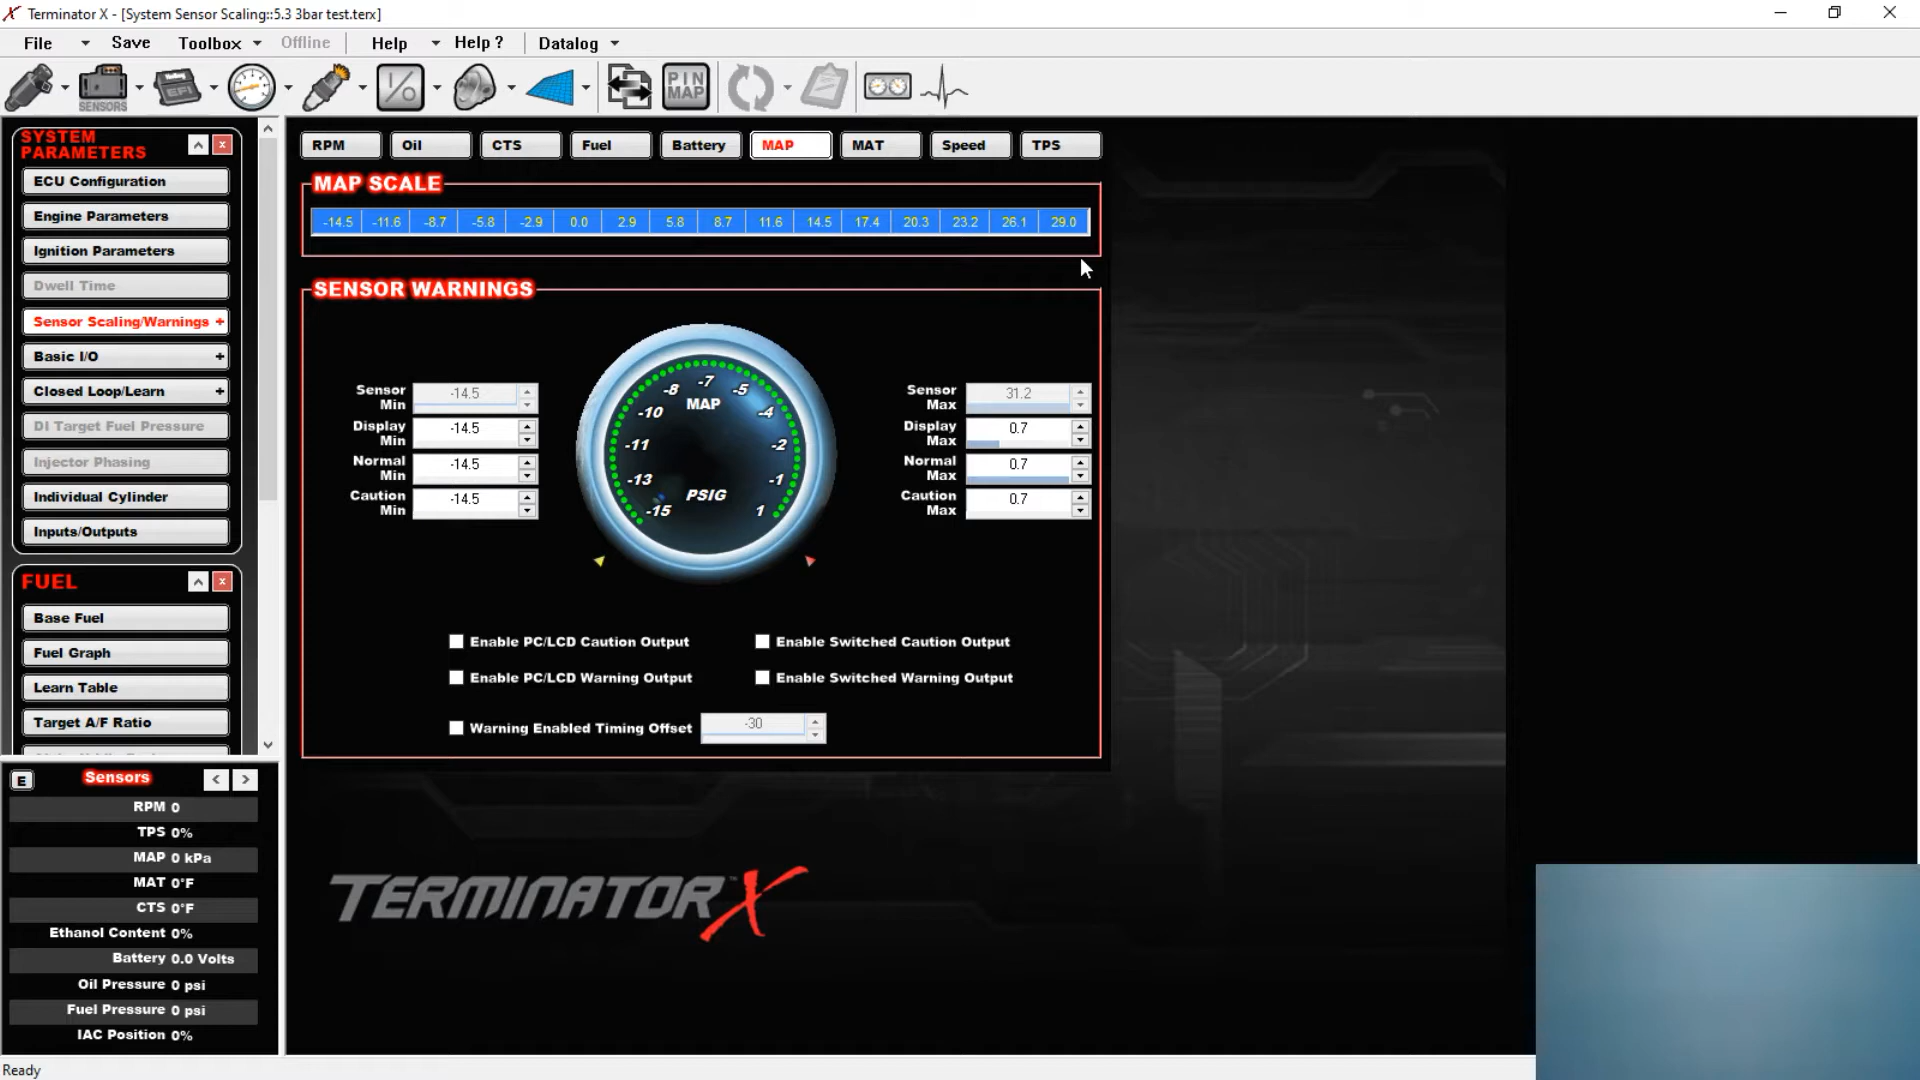 Terminator X - [System Sensor Scaling::5.3 3bar test.terx]
File Save Toolbox Offline Help Help ? Datalog
SENSORS EFI I/O PIN MAP
SYSTEM PARAMETERS
ECU Configuration
Engine Parameters
Ignition Parameters
Dwell Time
Sensor Scaling/Warnings +
Basic I/O +
Closed Loop/Learn +
DI Target Fuel Pressure
Injector Phasing
Individual Cylinder
Inputs/Outputs
FUEL
Base Fuel
Fuel Graph
Learn Table
Target A/F Ratio
E Sensors < >
RPM 0
TPS 0%
MAP 0 kPa
MAT 0°F
CTS 0°F
Ethanol Content 0%
Battery 0.0 Volts
Oil Pressure 0 psi
Fuel Pressure 0 psi
IAC Position 0%
RPM Oil CTS Fuel Battery MAP MAT Speed TPS
MAP SCALE
-14.5 -11.6 -8.7 -5.8 -2.9 0.0 2.9 5.8 8.7 11.6 14.5 17.4 20.3 23.2 26.1 29.0
SENSOR WARNINGS
Sensor Min -14.5
Display Min -14.5
Normal Min -14.5
Caution Min -14.5
-15 -13 -11 -10 -8 -7 -5 -4 -2 -1 1
MAP
PSIG
Sensor Max 31.2
Display Max 0.7
Normal Max 0.7
Caution Max 0.7
Enable PC/LCD Caution Output Enable Switched Caution Output
Enable PC/LCD Warning Output Enable Switched Warning Output
Warning Enabled Timing Offset -30
TERMINATOR X™
Ready